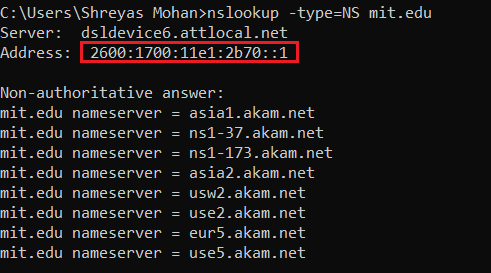 C:\Users\Shreyas Mohan>nslookup -type=NS mit.edu
Server:  dsldevice6.attlocal.net
Address:  2600:1700:11e1:2b70::1

Non-authoritative answer:
mit.edu nameserver = asia1.akam.net
mit.edu nameserver = ns1-37.akam.net
mit.edu nameserver = ns1-173.akam.net
mit.edu nameserver = asia2.akam.net
mit.edu nameserver = usw2.akam.net
mit.edu nameserver = use2.akam.net
mit.edu nameserver = eur5.akam.net
mit.edu nameserver = use5.akam.net